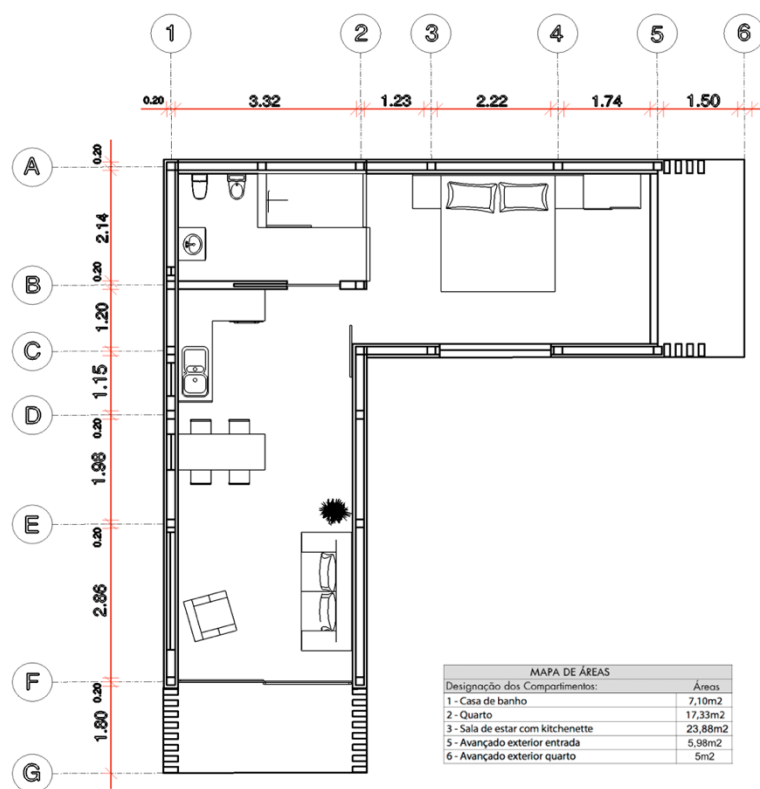 1 2 3 4 5 6
0.20 3.32 1.23 2.22 1.74 1.50
A
0.20
2.14
0.20
B
1.20
C
1.15
D
0.20
1.98
E
0.20
2.86
F
0.20
1.80
G
MAPA DE ÁREAS
Designação dos Compartimentos: Áreas
1 - Casa de banho 7,10m2
2 - Quarto 17,33m2
3 - Sala de estar com kitchenette 23,88m2
5 - Avançado exterior entrada 5,98m2
6 - Avançado exterior quarto 5m2